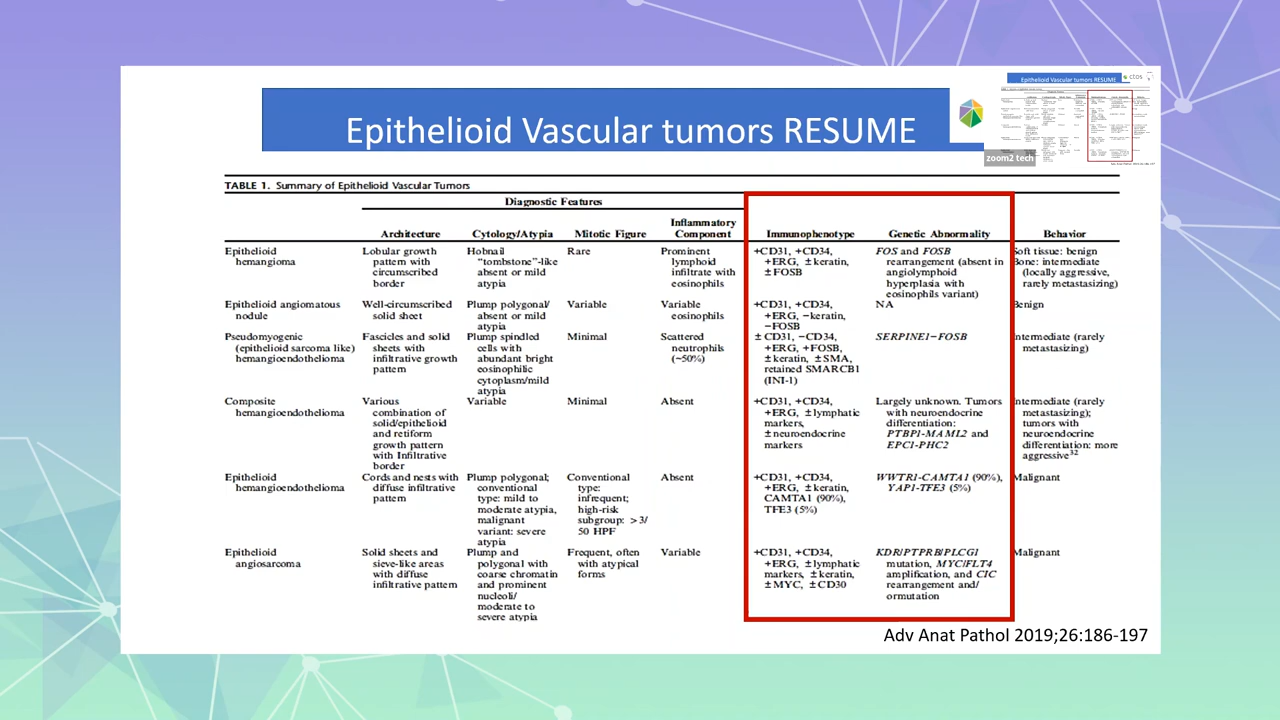 elioid Vascular tumors RESUME
Epithelioid Vascular tumors RESUME
ctos
zoom2 tech
TABLE 1. Summary of Epithelioid Vascular Tumors
Diagnostic Features
Architecture
Cytology/Atypia
Mitotic Figure
Inflammatory
Component
Immunophenotype
Genetic Abnormality
Behavior
Epithelioid
hemangioma
Lobular growth
pattern with
circumscribed
border
Hobnail
“tombstone”-like
absent or mild
atypia
Rare
Prominent
lymphoid
infiltrate with
eosinophils
+CD31, +CD34,
+ERG, ±keratin,
±FOSB
FOS and FOSB
rearrangement (absent in
angiolymphoid
hyperplasia with
eosinophils variant)
Soft tissue: benign
Bone: intermediate
(locally aggressive,
rarely metastasizing)
Epithelioid angiomatous
nodule
Well-circumscribed
solid sheet
Plump polygonal/
absent or mild
atypia
Variable
Variable
eosinophils
+CD31, +CD34,
+ERG, −keratin,
−FOSB
NA
Benign
Pseudomyogenic
(epithelioid sarcoma like)
hemangioendothelioma
Fascicles and solid
sheets with
infiltrative growth
pattern
Plump spindled
cells with
abundant bright
eosinophilic
cytoplasm/mild
atypia
Minimal
Scattered
neutrophils
(~50%)
±CD31, −CD34,
+ERG, +FOSB,
±keratin, ±SMA,
retained SMARCB1
(INI-1)
SERPINE1−FOSB
Intermediate (rarely
metastasizing)
Composite
hemangioendothelioma
Various
combination of
solid/epithelioid
and retiform
growth pattern
with Infiltrative
border
Variable
Minimal
Absent
+CD31, +CD34,
+ERG, ±lymphatic
markers,
±neuroendocrine
markers
Largely unknown. Tumors
with neuroendocrine
differentiation:
PTBP1-MAML2 and
EPC1-PHC2
Intermediate (rarely
metastasizing);
tumors with
neuroendocrine
differentiation: more
aggressive32
Epithelioid
hemangioendothelioma
Cords and nests with
diffuse infiltrative
pattern
Plump polygonal;
conventional
type: mild to
moderate atypia,
malignant
variant: severe
atypia
Conventional
type:
infrequent;
high-risk
subgroup: >3/
50 HPF
Absent
+CD31, +CD34,
+ERG, ±keratin,
CAMTA1 (90%),
TFE3 (5%)
WWTR1-CAMTA1 (90%),
YAP1-TFE3 (5%)
Malignant
Epithelioid
angiosarcoma
Solid sheets and
sieve-like areas
with diffuse
infiltrative pattern
Plump and
polygonal with
coarse chromatin
and prominent
nucleoli/
moderate to
severe atypia
Frequent, often
with atypical
forms
Variable
+CD31, +CD34,
+ERG, ±lymphatic
markers, ±keratin,
±MYC, ±CD30
KDR/PTPRB/PLCG1
mutation, MYC/FLT4
amplification, and CIC
rearrangement and/
ormutation
Malignant
Adv Anat Pathol 2019;26:186-197